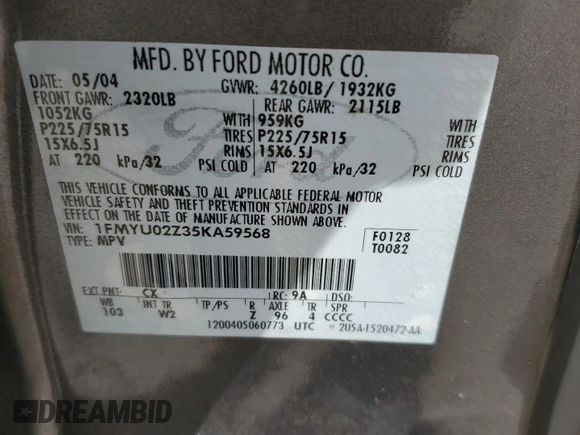 MFD. BY FORD MOTOR CO.
DATE: 05/04 GVWR: 4260LB/ 1932KG
FRONT GAWR: 2320LB REAR GAWR: 2115LB
1052KG WITH 959KG WITH
P225/75R15 TIRES P225/75R15 TIRES
15X6.5J RIMS 15X6.5J RIMS
AT 220 kPa/32 PSI COLD AT 220 kPa/32 PSI COLD
Ford
THIS VEHICLE CONFORMS TO ALL APPLICABLE FEDERAL MOTOR
VEHICLE SAFETY AND THEFT PREVENTION STANDARDS IN
EFFECT ON THE DATE OF MANUFACTURE SHOWN ABOVE.
VIN: 1FMYU02Z35KA59568 F0128
TYPE: MPV T0082
EXT PNT: CX RC: 9A DSO:
WB INT TR TP/PS R AXLE TR SPR
103 W2 Z 96 4 CCCC
1200405060773 UTC 2U5A-1520472-AA
DREAMBID